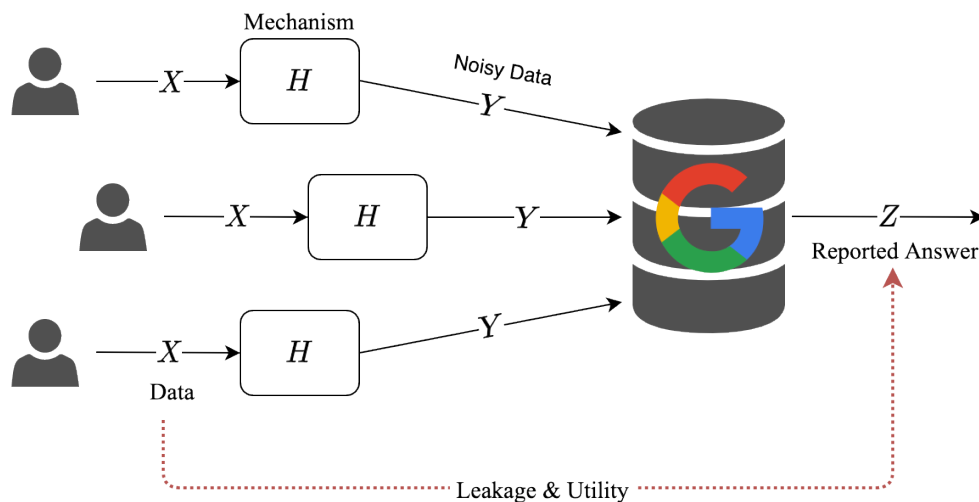 Mechanism
X H Noisy Data Y
X H Y Z
Reported Answer
X H Y
Data
Leakage & Utility